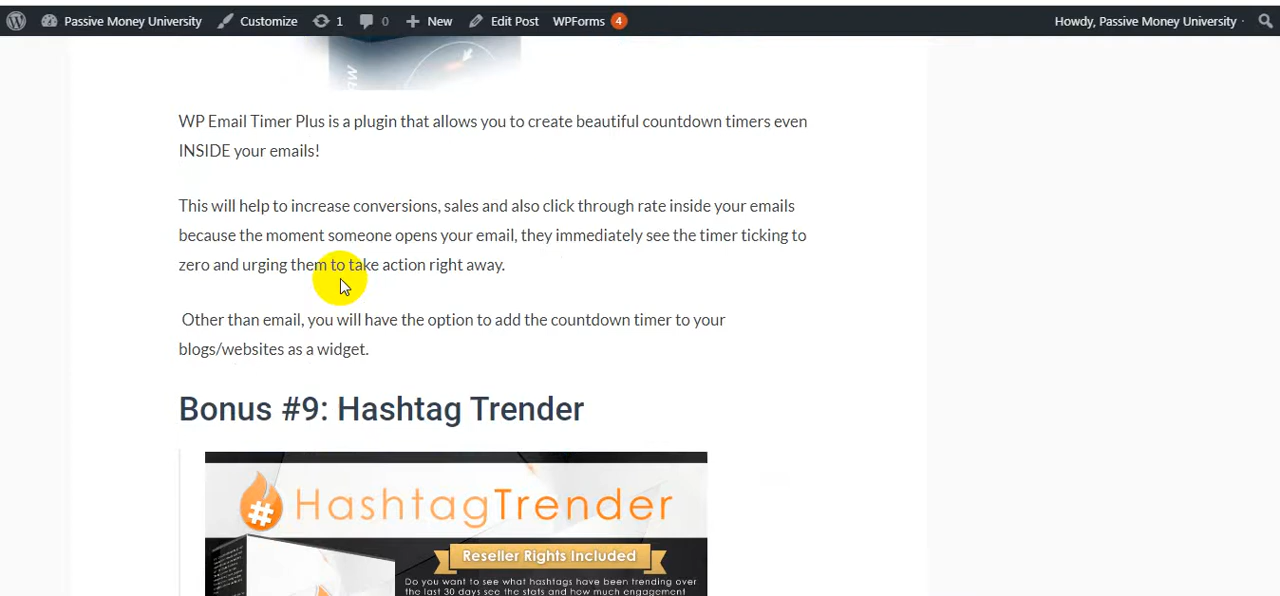 Passive Money University Customize 1 0 New Edit Post WPForms 4 Howdy, Passive Money University
WP Email Timer Plus is a plugin that allows you to create beautiful countdown timers even
INSIDE your emails!
This will help to increase conversions, sales and also click through rate inside your emails
because the moment someone opens your email, they immediately see the timer ticking to
zero and urging them to take action right away.
Other than email, you will have the option to add the countdown timer to your
blogs/websites as a widget.
Bonus #9: Hashtag Trender
# HashtagTrender
Reseller Rights Included
Do you want to see what hashtags have been trending over
the last 30 days see the stats and how much engagement